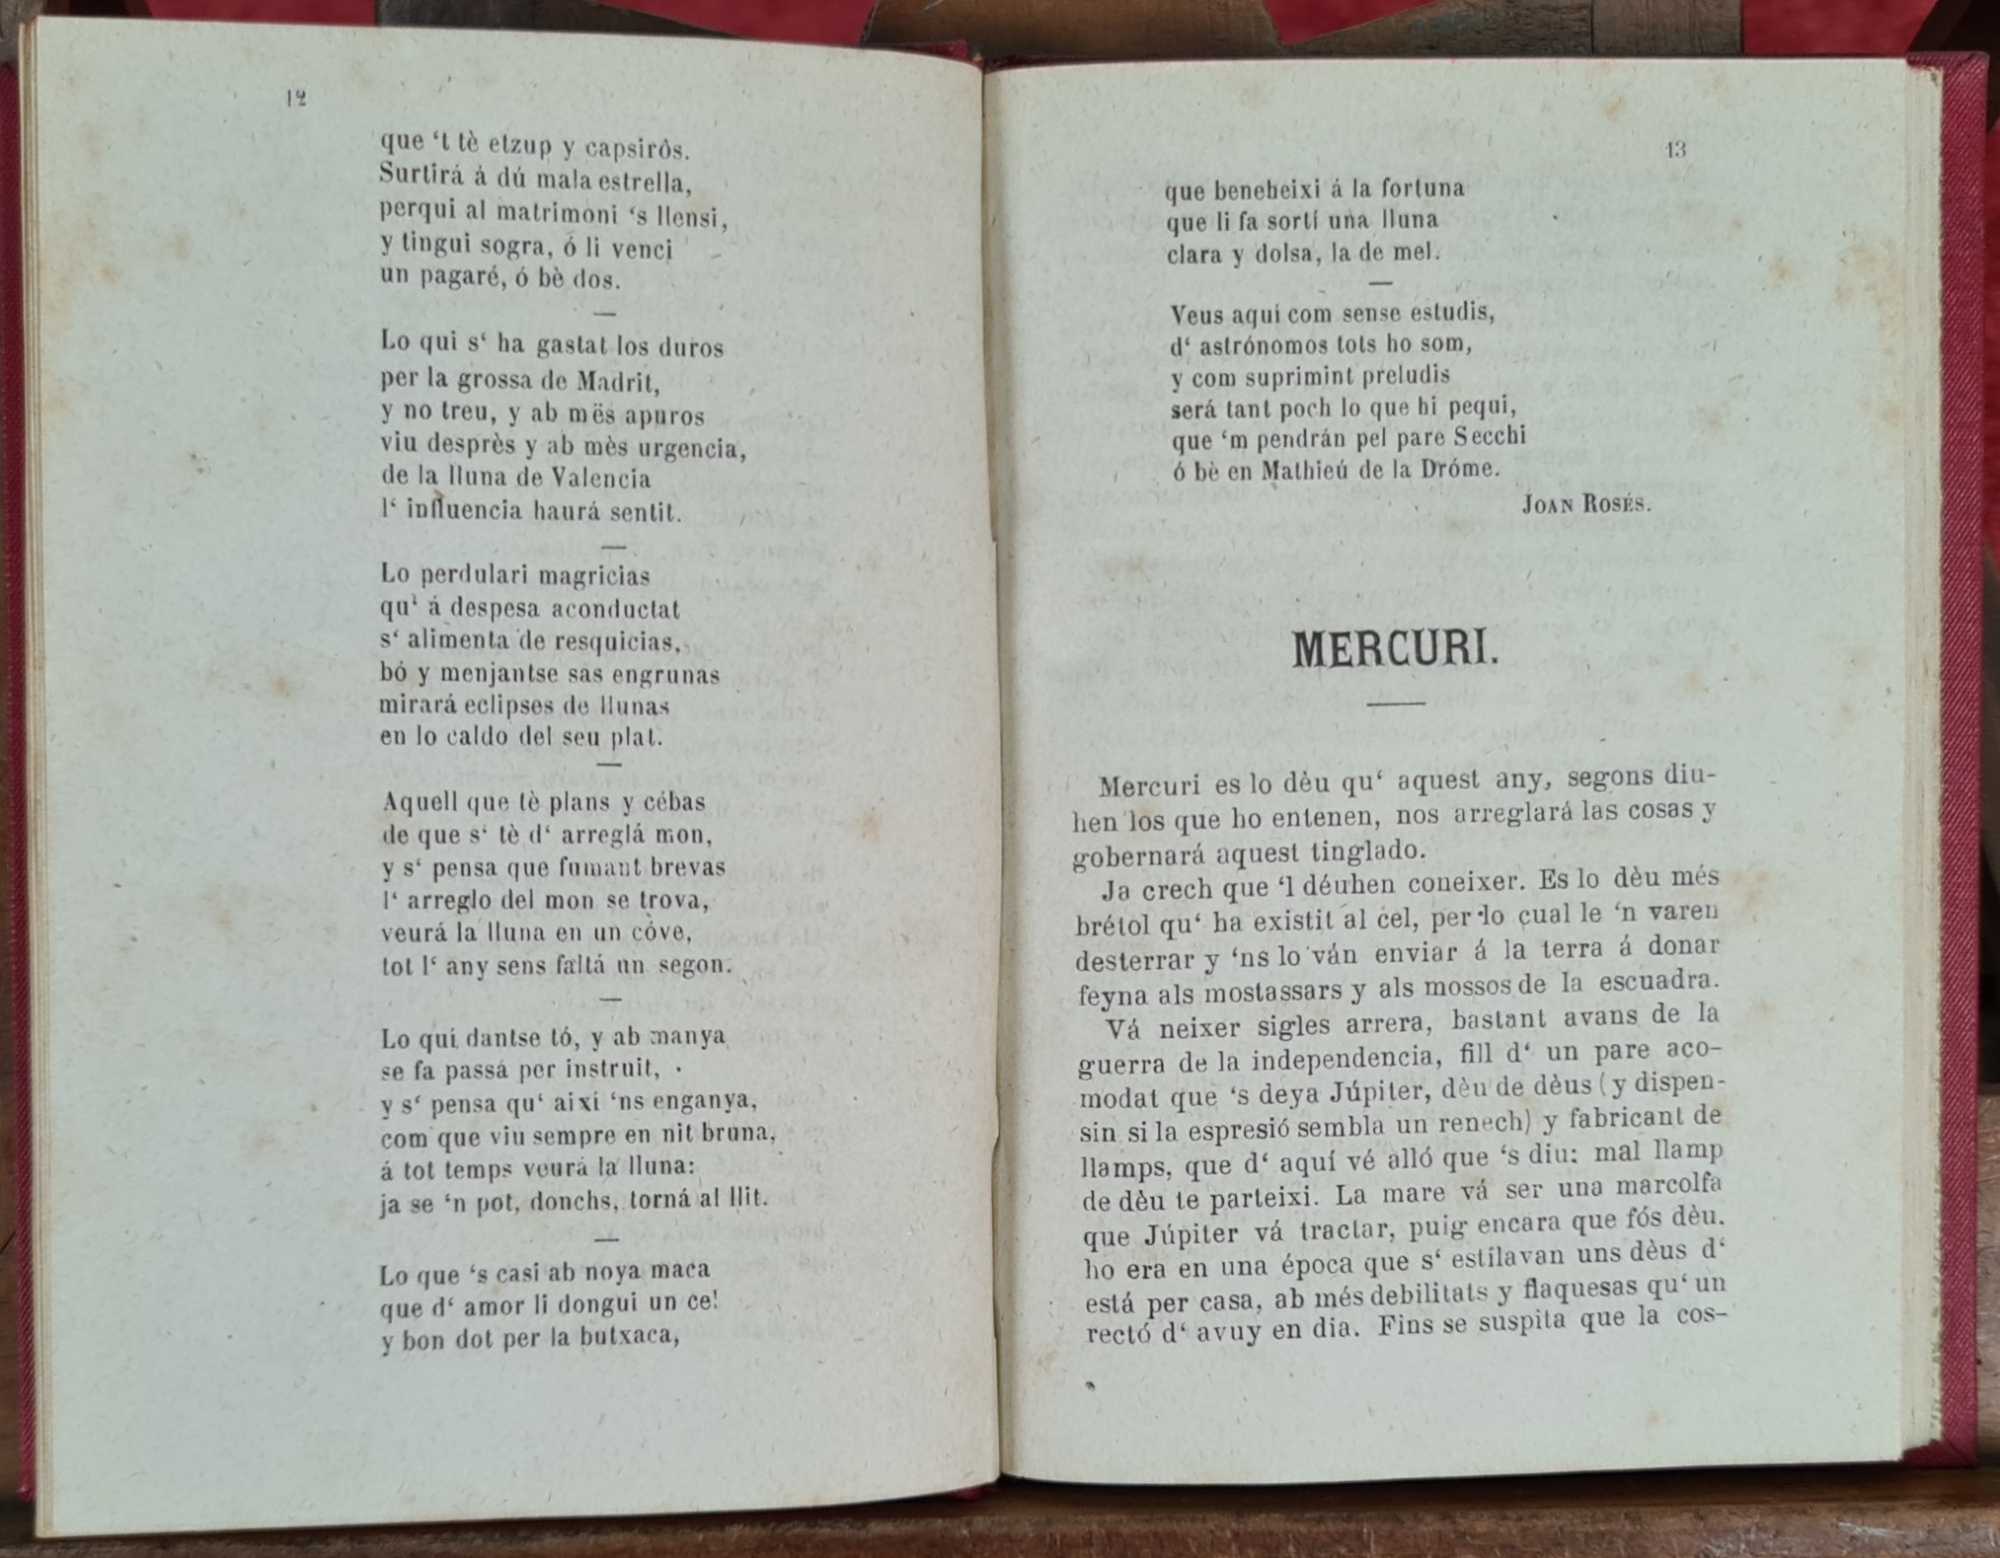 12
que ‘t tè etzup y capsirós.
Surtirá á dú mala estrella,
perqui al matrimoni ‘s llensi,
y tingui sogra, ó li venci
un pagaré, ó bè dos.
—
Lo qui s‘ ha gastat los duros
per la grossa de Madrit,
y no treu, y ab mës apuros
viu desprès y ab mès urgencia,
de la lluna de Valencia
l‘ influencia haurá sentit.
—
Lo perdulari magricias
qu‘ á despesa aconductat
s‘ alimenta de resquicias,
bó y menjantse sas engrunas
mirará eclipses de llunas
en lo caldo del seu plat.
—
Aquell que tè plans y cébas
de que s‘ tè d‘ arreglá mon,
y s‘ pensa que fumant brevas
l‘ arreglo del mon se trova,
veurá la lluna en un còve,
tot l‘ any sens faltá un segon.
—
Lo qui dantse tó, y ab manya
se fa passá per instruit,
y s‘ pensa qu‘ aixi ‘ns enganya,
com que viu sempre en nit bruna,
á tot temps veurá la lluna:
ja se ‘n pot, donchs, torná al llit.
—
Lo que ‘s casi ab noya maca
que d‘ amor li dongui un cel
y bon dot per la butxaca,
13
que beneheixi á la fortuna
que li fa sortí una lluna
clara y dolsa, la de mel.
—
Veus aquí com sense estudis,
d‘ astrónomos tots ho som,
y com suprimint preludis
será tant poch lo que hi pequi,
que ‘m pendrán pel pare Secchi
ó bè en Mathieú de la Dróme.
JOAN ROSÉS.
MERCURI.
Mercuri es lo dèu qu‘ aquest any, segons diu-
hen los que ho entenen, nos arreglará las cosas y
gobernará aquest tinglado.
Ja crech que ‘l déuhen coneixer. Es lo dèu més
brétol qu‘ ha existit al cel, per lo cual le ‘n varen
desterrar y ‘ns lo ván enviar á la terra á donar
feyna als mostassars y als mossos de la escuadra.
Vá neixer sigles arrera, bastant avans de la
guerra de la independencia, fill d‘ un pare aco-
modat que ‘s deya Júpiter, dèu de dèus (y dispen-
sin si la espresió sembla un renech) y fabricant de
llamps, que d‘ aquí vé alló que ‘s diu: mal llamp
de dèu te parteixi. La mare vá ser una marcolfa
que Júpiter vá tractar, puig encara que fós dèu.
ho era en una época que s‘ estilavan uns dèus d‘
está per casa, ab més debilitats y flaquesas qu‘ un
rectó d‘ avuy en dia. Fins se suspita que la cos-